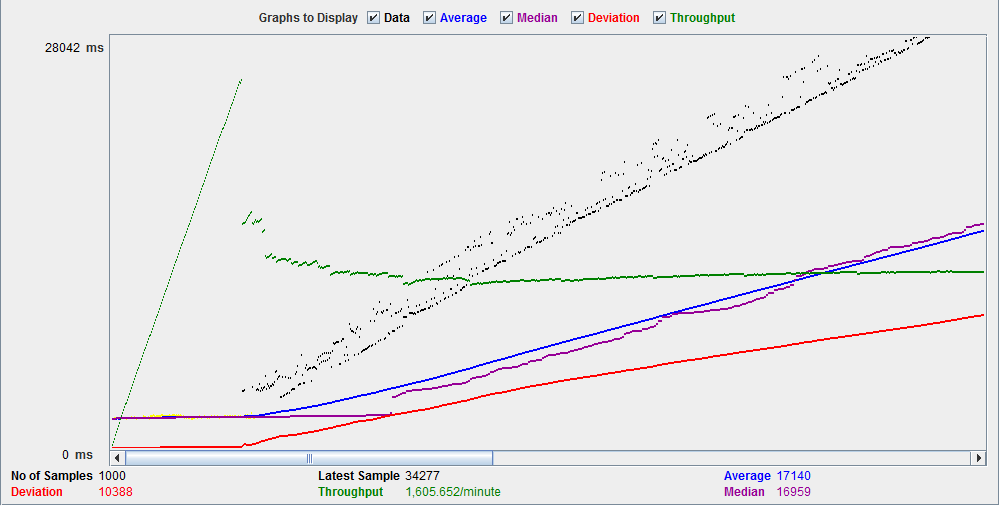 Graphs to Display Data Average Median Deviation Throughput
28042 ms
0 ms
No of Samples 1000 Latest Sample 34277 Average 17140
Deviation 10388 Throughput 1,605.652/minute Median 16959